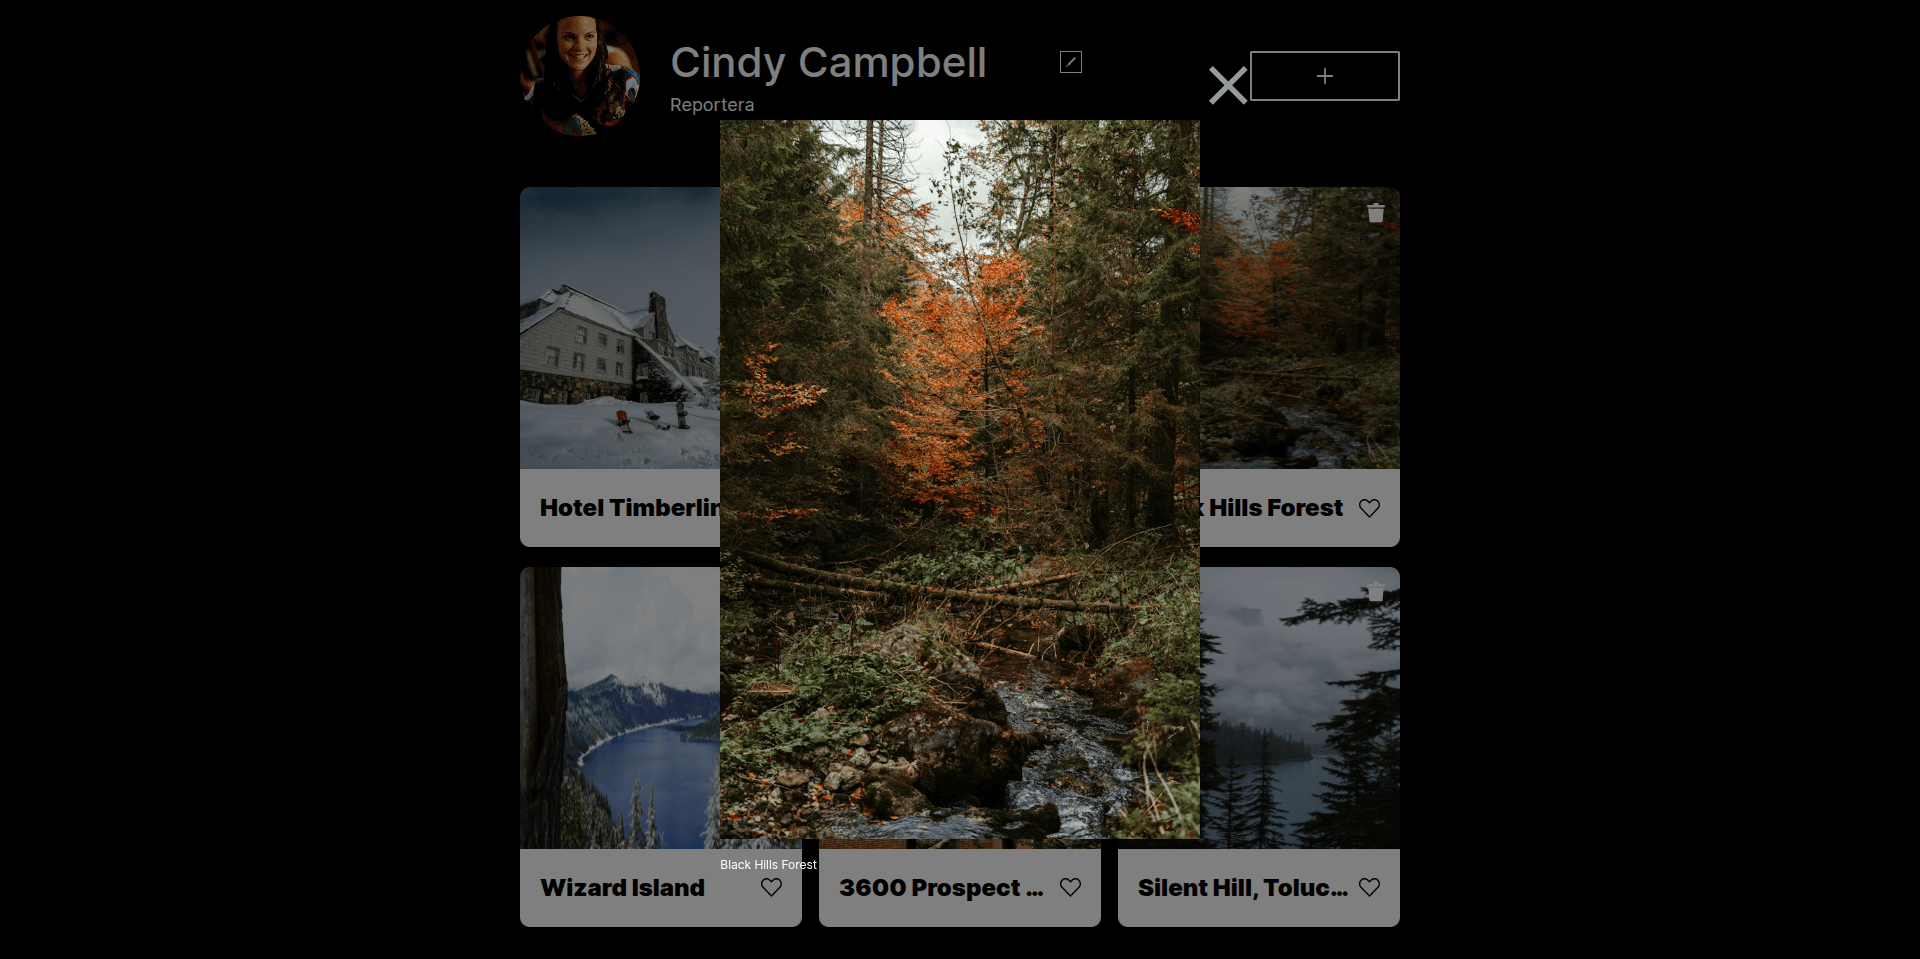 Cindy Campbell
Reportera
Hotel Timberlin
k Hills Forest
Black Hills Forest
Wizard Island
3600 Prospect ...
Silent Hill, Toluc...